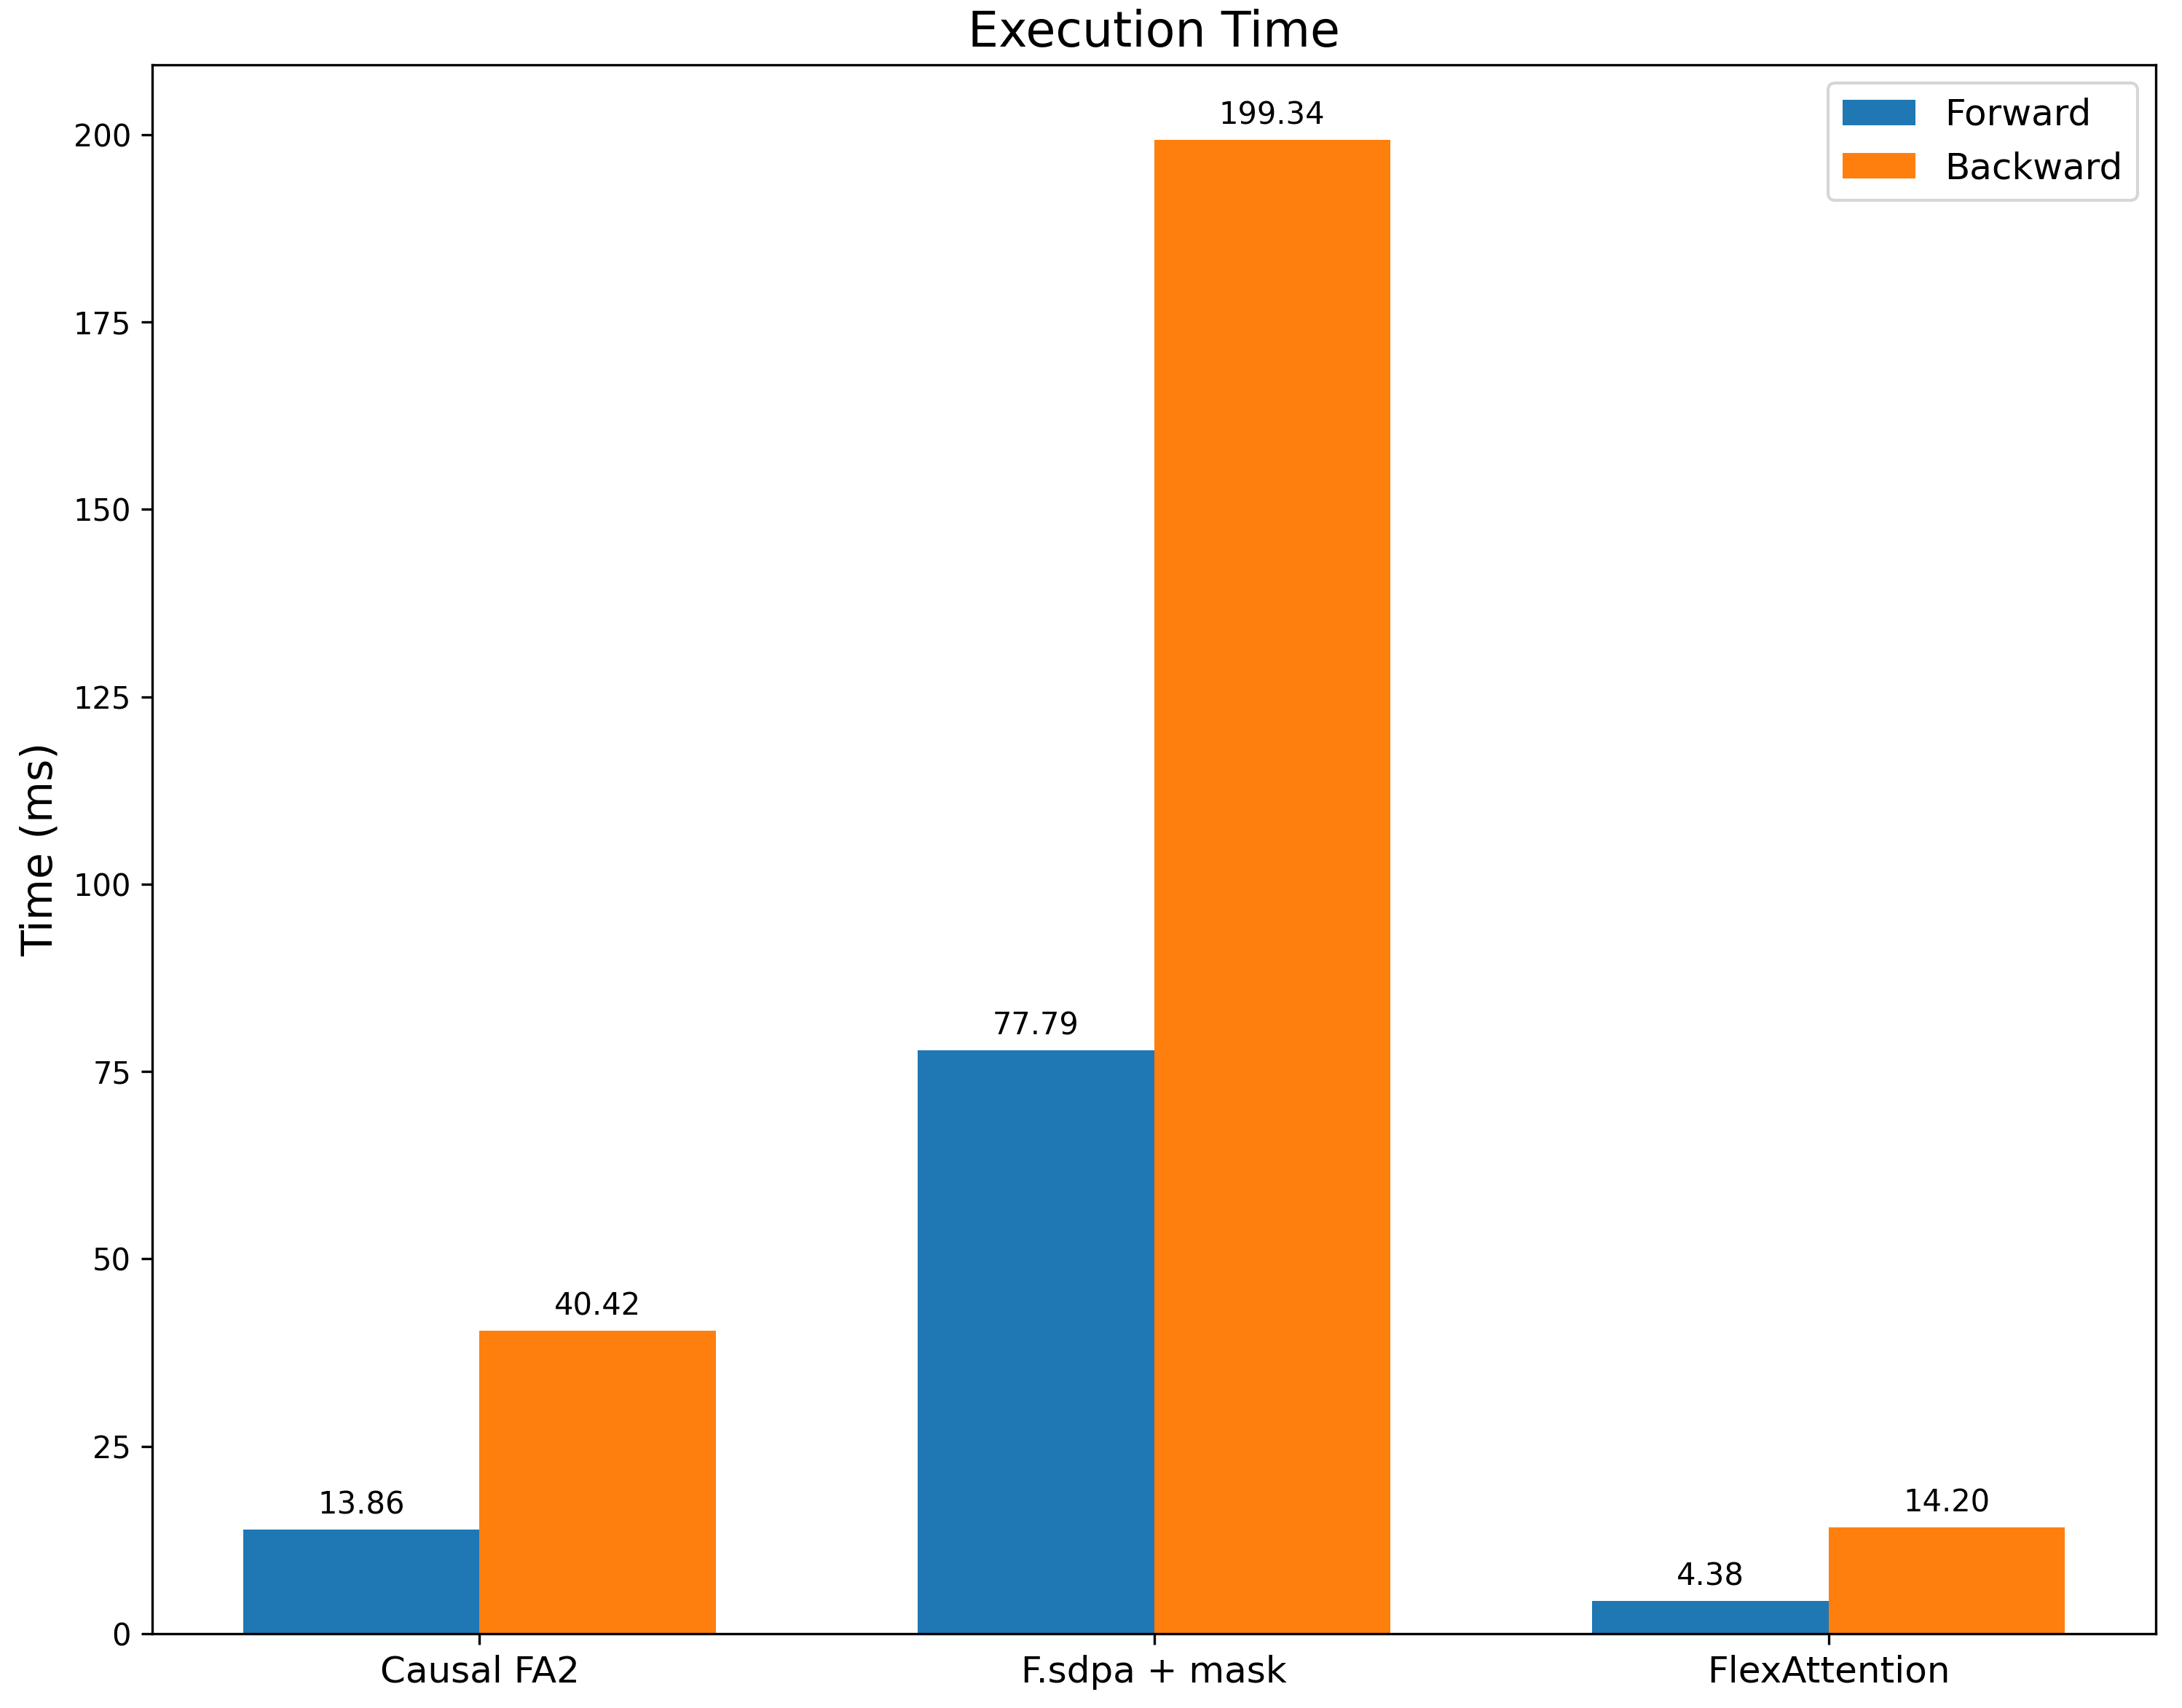 Execution Time
Forward
Backward
Time (ms)
200
175
150
125
100
75
50
25
0
199.34
77.79
40.42
13.86
14.20
4.38
Causal FA2
F.sdpa + mask
FlexAttention